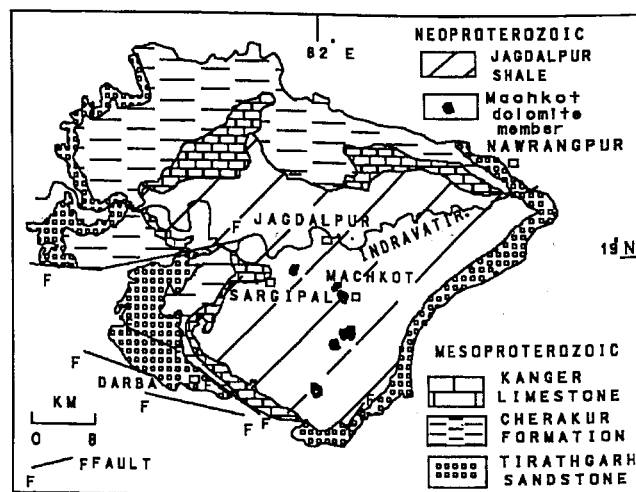 62° E
NEOPROTEROZOIC
JAGDALPUR
SHALE
Machkot
dolomite
member
NAWRANGPUR
F
JAGDALPUR
INDRAVATI R.
19° N
F
MACHKOT
SARGIPAL
F
DARBA
F
F
F
F
F
MESOPROTEROZOIC
KANGER
LIMESTONE
CHERAKUR
FORMATION
TIRATHGARH
SANDSTONE
KM
0 8
F FAULT
F